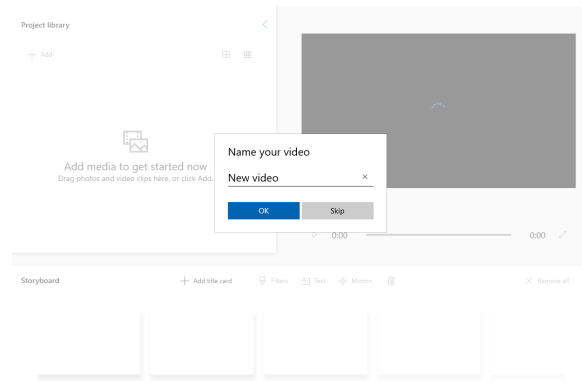 Project library
Add
Add media to get started now
Drag photos and video clips here, or click Add.
Name your video
New video
OK
Skip
0:00
0:00
Storyboard
Add title card
Filters
Text
Motion
Remove all